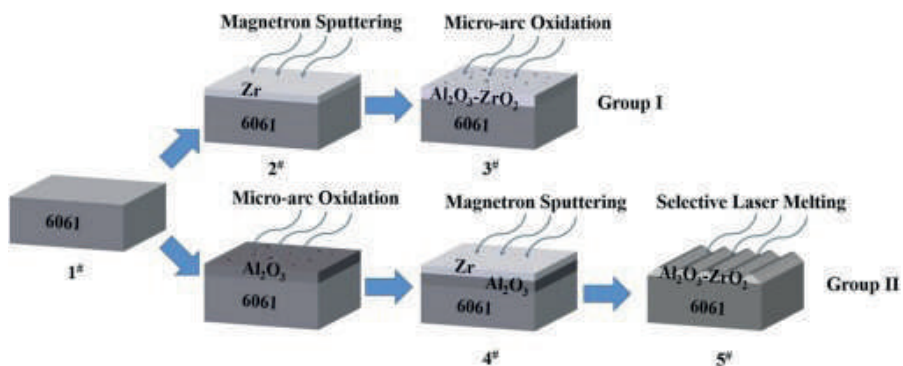 Magnetron Sputtering
Micro-arc Oxidation
Zr
6061
2#
Al₂O₃-ZrO₂
6061
3#
Group I
6061
1#
Micro-arc Oxidation
Magnetron Sputtering
Selective Laser Melting
Al₂O₃
6061
Zr
Al₂O₃
6061
4#
Al₂O₃-ZrO₂
6061
5#
Group II